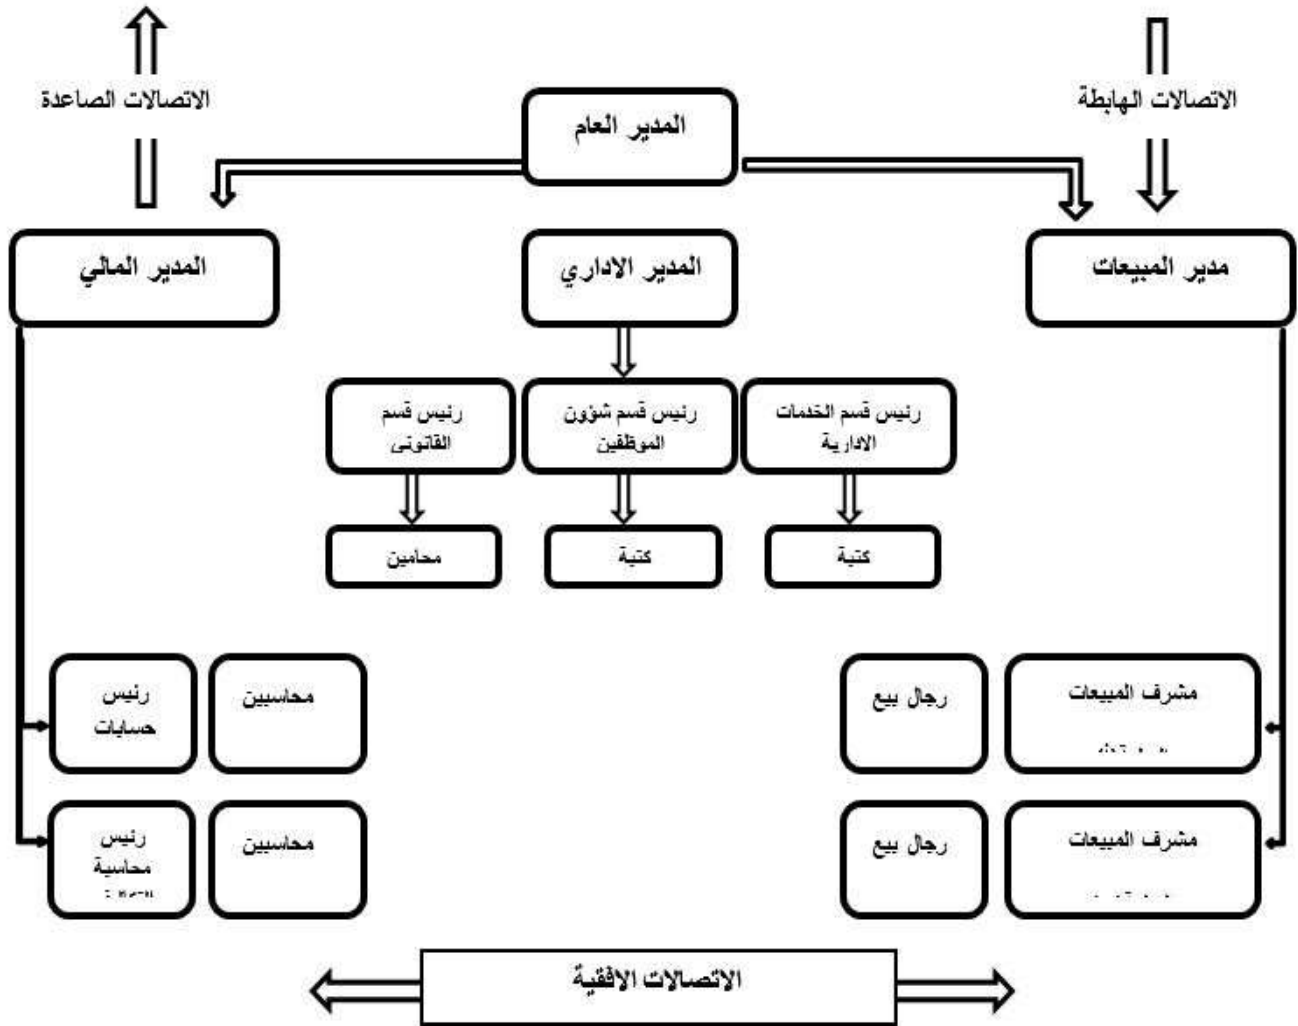 الاتصالات الهابطة
الاتصالات الصاعدة
المدير العام
مدير المبيعات
المدير الاداري
المدير المالي
رئيس قسم الخدمات
الادارية
رئيس قسم شؤون
الموظفين
رئيس قسم
القانونى
كتبة
كتبة
محامين
مشرف المبيعات
رجال بيع
محاسبين
رئيس
حسابات
مشرف المبيعات
رجال بيع
محاسبين
رئيس
محاسبة
الاتصالات الافقية